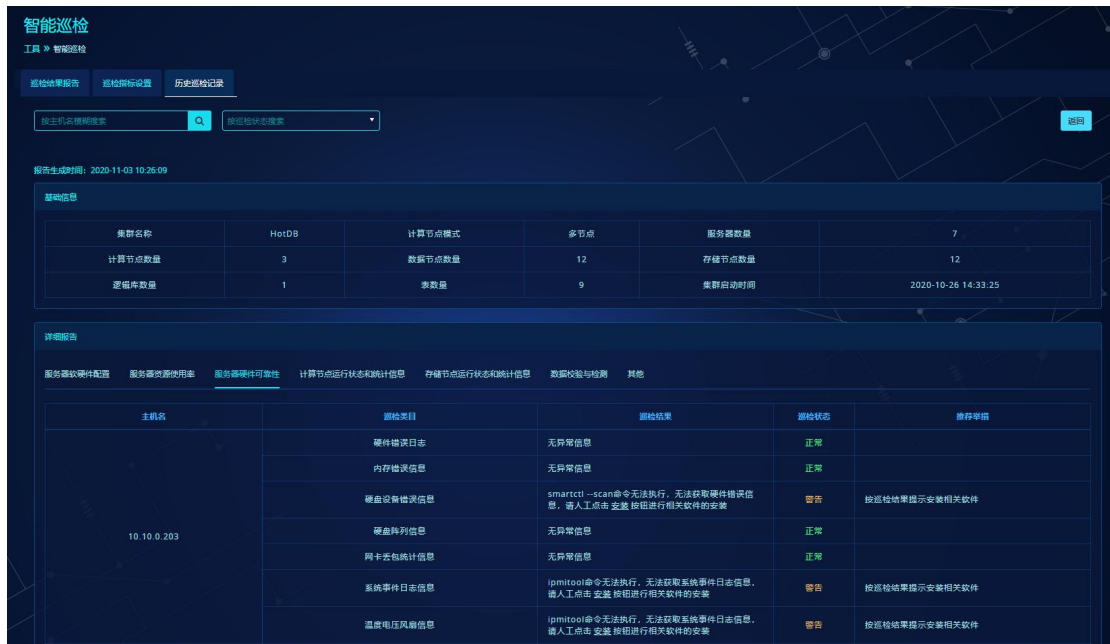 智能巡检
工具 » 智能巡检
巡检结果报告 巡检指标设置 历史巡检记录
按主机名模糊搜索 按巡检状态搜索 返回
报告生成时间：2020-11-03 10:26:09
基础信息
集群名称 HotDB 计算节点模式 多节点 服务器数量 7
计算节点数量 3 数据节点数量 12 存储节点数量 12
逻辑库数量 1 表数量 9 集群启动时间 2020-10-26 14:33:25
详细报告
服务器软硬件配置 服务器资源使用率 服务器硬件可靠性 计算节点运行状态和统计信息 存储节点运行状态和统计信息 数据校验与检测 其他
主机名 巡检类目 巡检结果 巡检状态 推荐举措
硬件错误日志 无异常信息 正常
内存错误信息 无异常信息 正常
硬盘设备错误信息 smartctl --scan命令无法执行，无法获取硬件错误信 警告 按巡检结果提示安装相关软件
息，请人工点击 安装 按钮进行相关软件的安装
10.10.0.203 硬盘阵列信息 无异常信息 正常
网卡丢包统计信息 无异常信息 正常
系统事件日志信息 ipmitool命令无法执行，无法获取系统事件日志信息， 警告 按巡检结果提示安装相关软件
请人工点击 安装 按钮进行相关软件的安装
温度电压风扇信息 ipmitool命令无法执行，无法获取系统事件日志信息， 警告 按巡检结果提示安装相关软件
请人工点击 安装 按钮进行相关软件的安装